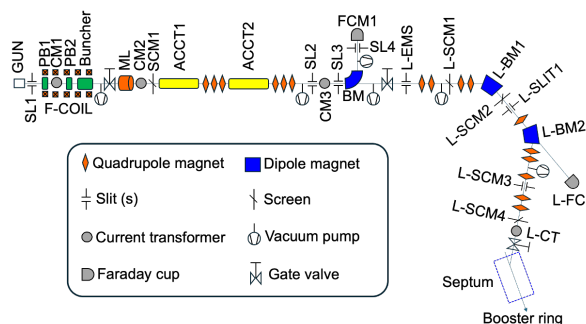 GUN
SL1
PB1
CM1
PB2
Buncher
F-COIL
ML
CM2
SCM1
ACCT1
ACCT2
SL2
CM3
SL3
BM
FCM1
SL4
L-EMS
L-SCM1
L-BM1
L-SCM2
L-SLIT1
L-BM2
L-SCM3
L-FC
L-SCM4
L-CT
Septum
Booster ring
Quadrupole magnet
Dipole magnet
Slit (s)
Screen
Current transformer
Vacuum pump
Faraday cup
Gate valve